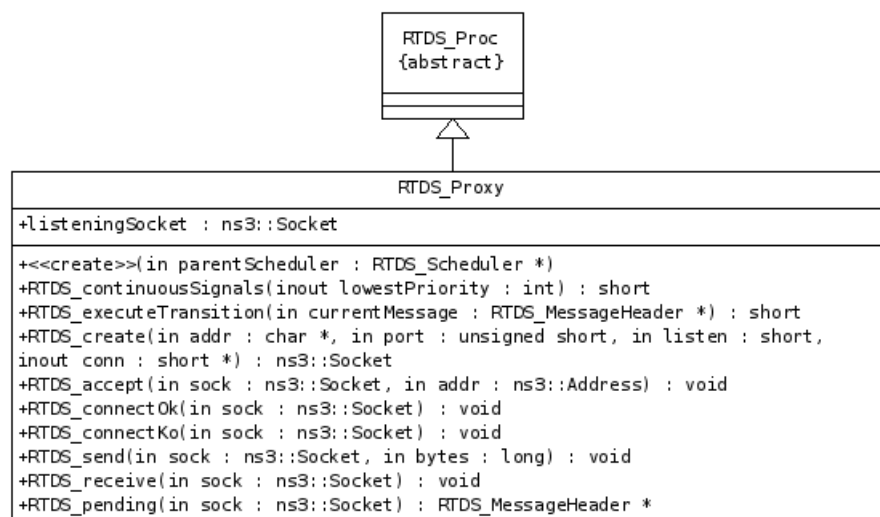 RTDS_Proc
{abstract}
RTDS_Proxy
+listeningSocket : ns3::Socket
+<<create>>(in parentScheduler : RTDS_Scheduler *)
+RTDS_continuousSignals(inout lowestPriority : int) : short
+RTDS_executeTransition(in currentMessage : RTDS_MessageHeader *) : short
+RTDS_create(in addr : char *, in port : unsigned short, in listen : short,
inout conn : short *) : ns3::Socket
+RTDS_accept(in sock : ns3::Socket, in addr : ns3::Address) : void
+RTDS_connectOk(in sock : ns3::Socket) : void
+RTDS_connectKo(in sock : ns3::Socket) : void
+RTDS_send(in sock : ns3::Socket, in bytes : long) : void
+RTDS_receive(in sock : ns3::Socket) : void
+RTDS_pending(in sock : ns3::Socket) : RTDS_MessageHeader *